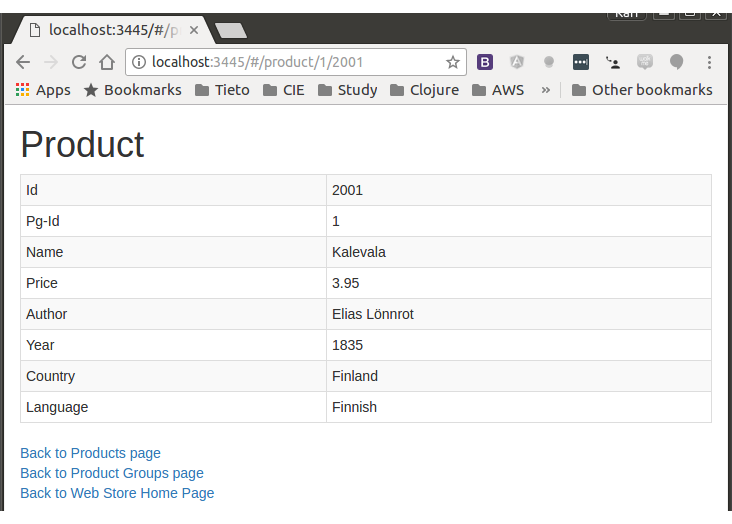 Kari
localhost:3445/#/p
localhost:3445/#/product/1/2001
Apps Bookmarks Tieto CIE Study Clojure AWS » Other bookmarks
Product
Id 2001
Pg-Id 1
Name Kalevala
Price 3.95
Author Elias Lönnrot
Year 1835
Country Finland
Language Finnish
Back to Products page
Back to Product Groups page
Back to Web Store Home Page